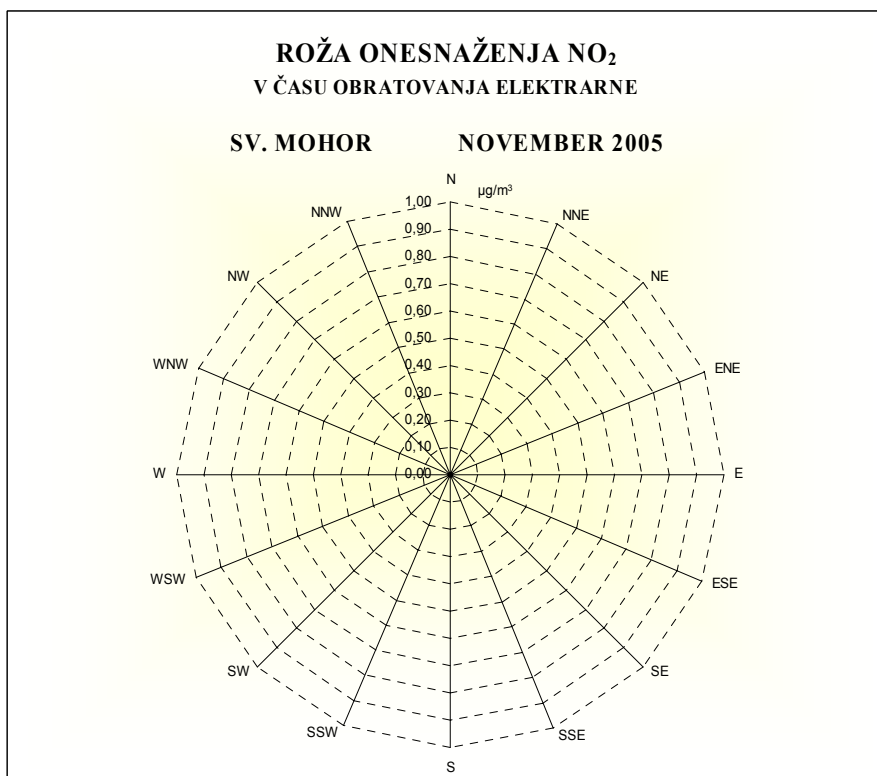 ROŽA ONESNAŽENJA NO₂
V ČASU OBRATOVANJA ELEKTRARNE
SV. MOHOR NOVEMBER 2005
N
µg/m³
1,00
NNW
NNE
0,90
0,80
NW
NE
0,70
0,60
0,50
WNW
ENE
0,40
0,30
0,20
0,10
W
0,00
E
WSW
ESE
SW
SE
SSW
SSE
S